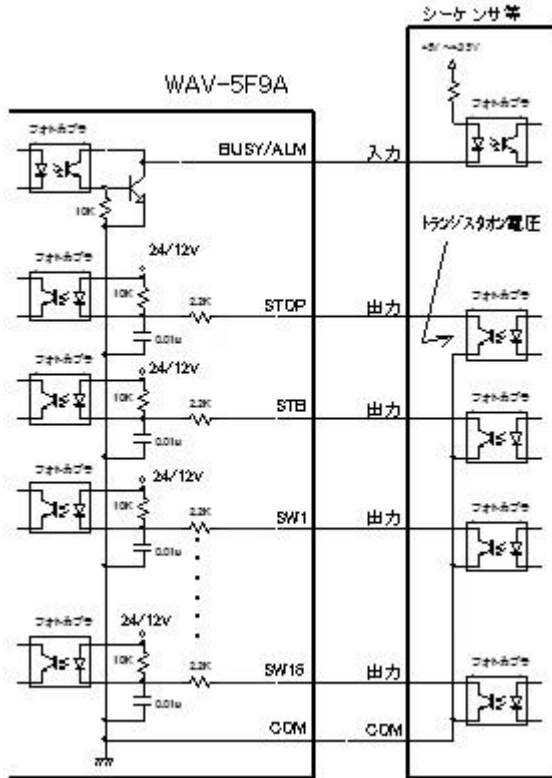 シーケンサ等
WAV-5F9A
フォトカプラ
フォトカプラ
BUSY/ALM
入力
10K
24/12V
トランジスタオン電圧
フォトカプラ
10K
2.2K
STOP
出力
フォトカプラ
0.01u
24/12V
フォトカプラ
10K
2.2K
STB
出力
フォトカプラ
0.01u
24/12V
フォトカプラ
10K
2.2K
SW1
出力
フォトカプラ
0.01u
24/12V
フォトカプラ
10K
2.2K
SW16
出力
フォトカプラ
0.01u
COM
COM